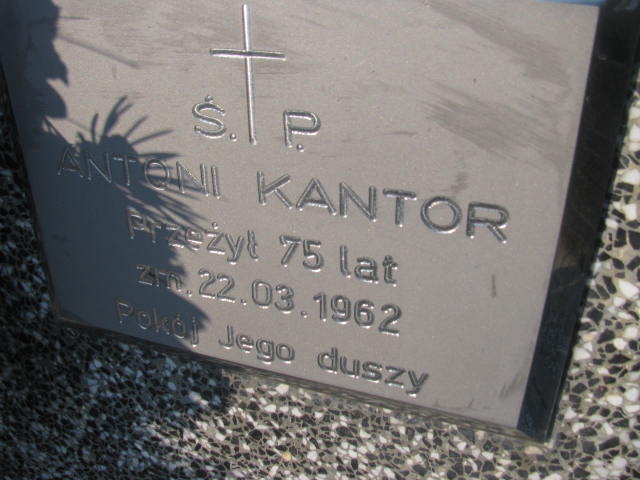 Ś. P.
ANTONI KANTOR
Przeżył 75 lat
zm. 22.03.1962
Pokój Jego duszy